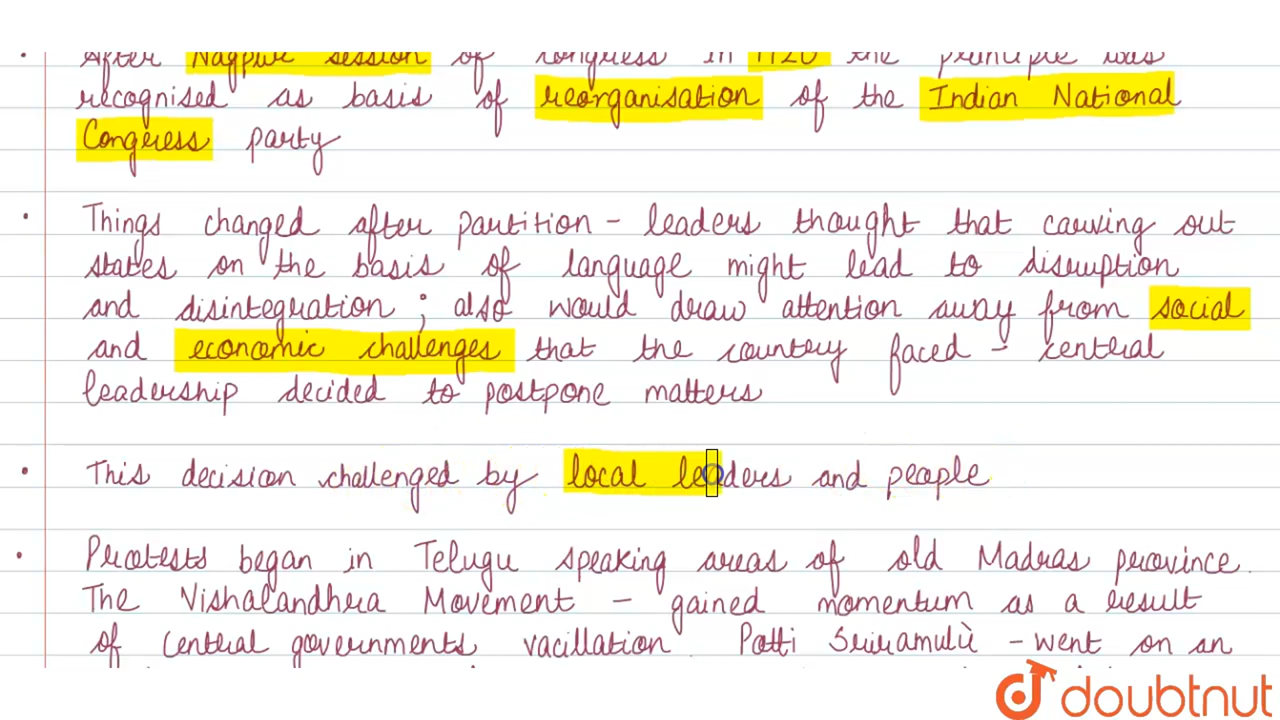 • After Nagpur session of Congress in 1920 the principle was
recognised as basis of reorganisation of the Indian National
Congress party
• Things changed after partition – leaders thought that carving out
states on the basis of language might lead to disruption
and disintegration ; also would draw attention away from social
and economic challenges that the country faced – central
leadership decided to postpone matters
• This decision challenged by local leaders and people
• Protests began in Telugu speaking areas of old Madras province.
The Vishalandhra Movement – gained momentum as a result
of central governments vacillation. Potti Sriramulu – went on an
doubtnut